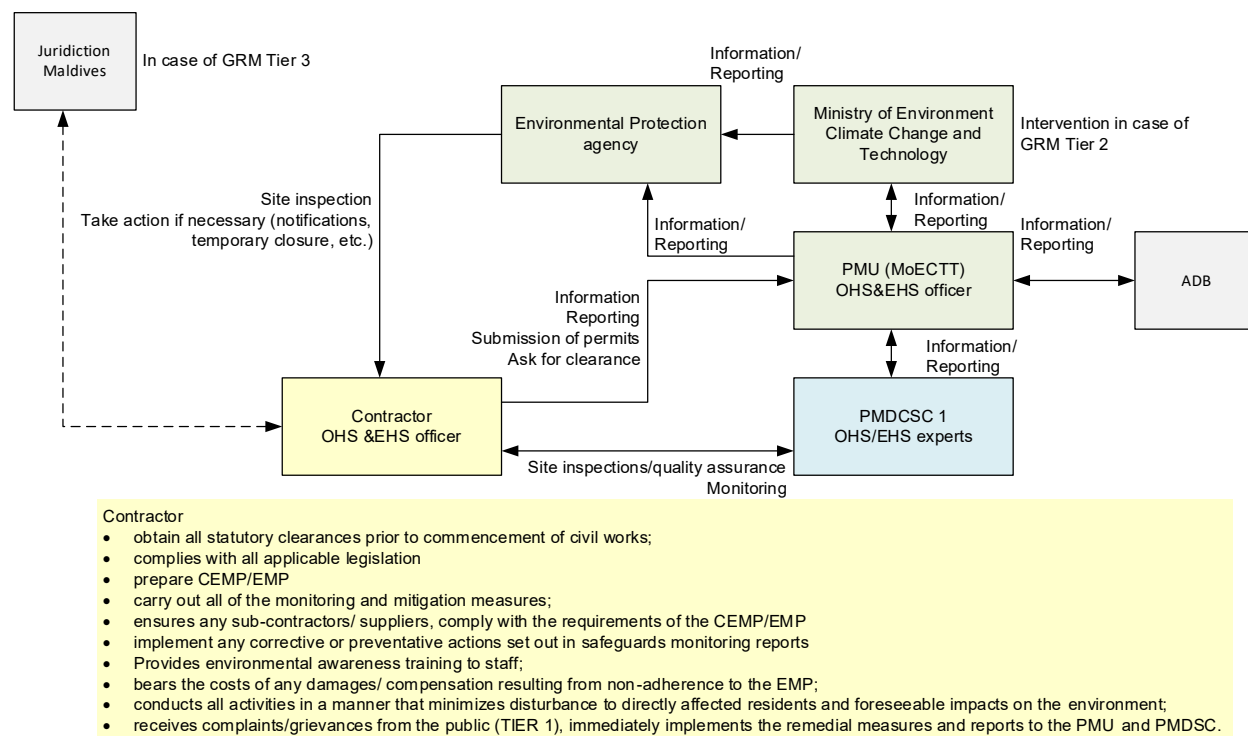 Juridiction
Maldives
In case of GRM Tier 3
Information/
Reporting
Environmental Protection
agency
Ministry of Environment
Climate Change and
Technology
Intervention in case of
GRM Tier 2
Site inspection
Take action if necessary (notifications,
temporary closure, etc.)
Information/
Reporting
Information/
Reporting
Information/
Reporting
PMU (MoECTT)
OHS&EHS officer
ADB
Information
Reporting
Submission of permits
Ask for clearance
Information/
Reporting
Contractor
OHS &EHS officer
PMDCSC 1
OHS/EHS experts
Site inspections/quality assurance
Monitoring
Contractor
• obtain all statutory clearances prior to commencement of civil works;
• complies with all applicable legislation
• prepare CEMP/EMP
• carry out all of the monitoring and mitigation measures;
• ensures any sub-contractors/ suppliers, comply with the requirements of the CEMP/EMP
• implement any corrective or preventative actions set out in safeguards monitoring reports
• Provides environmental awareness training to staff;
• bears the costs of any damages/ compensation resulting from non-adherence to the EMP;
• conducts all activities in a manner that minimizes disturbance to directly affected residents and foreseeable impacts on the environment;
• receives complaints/grievances from the public (TIER 1), immediately implements the remedial measures and reports to the PMU and PMDSC.